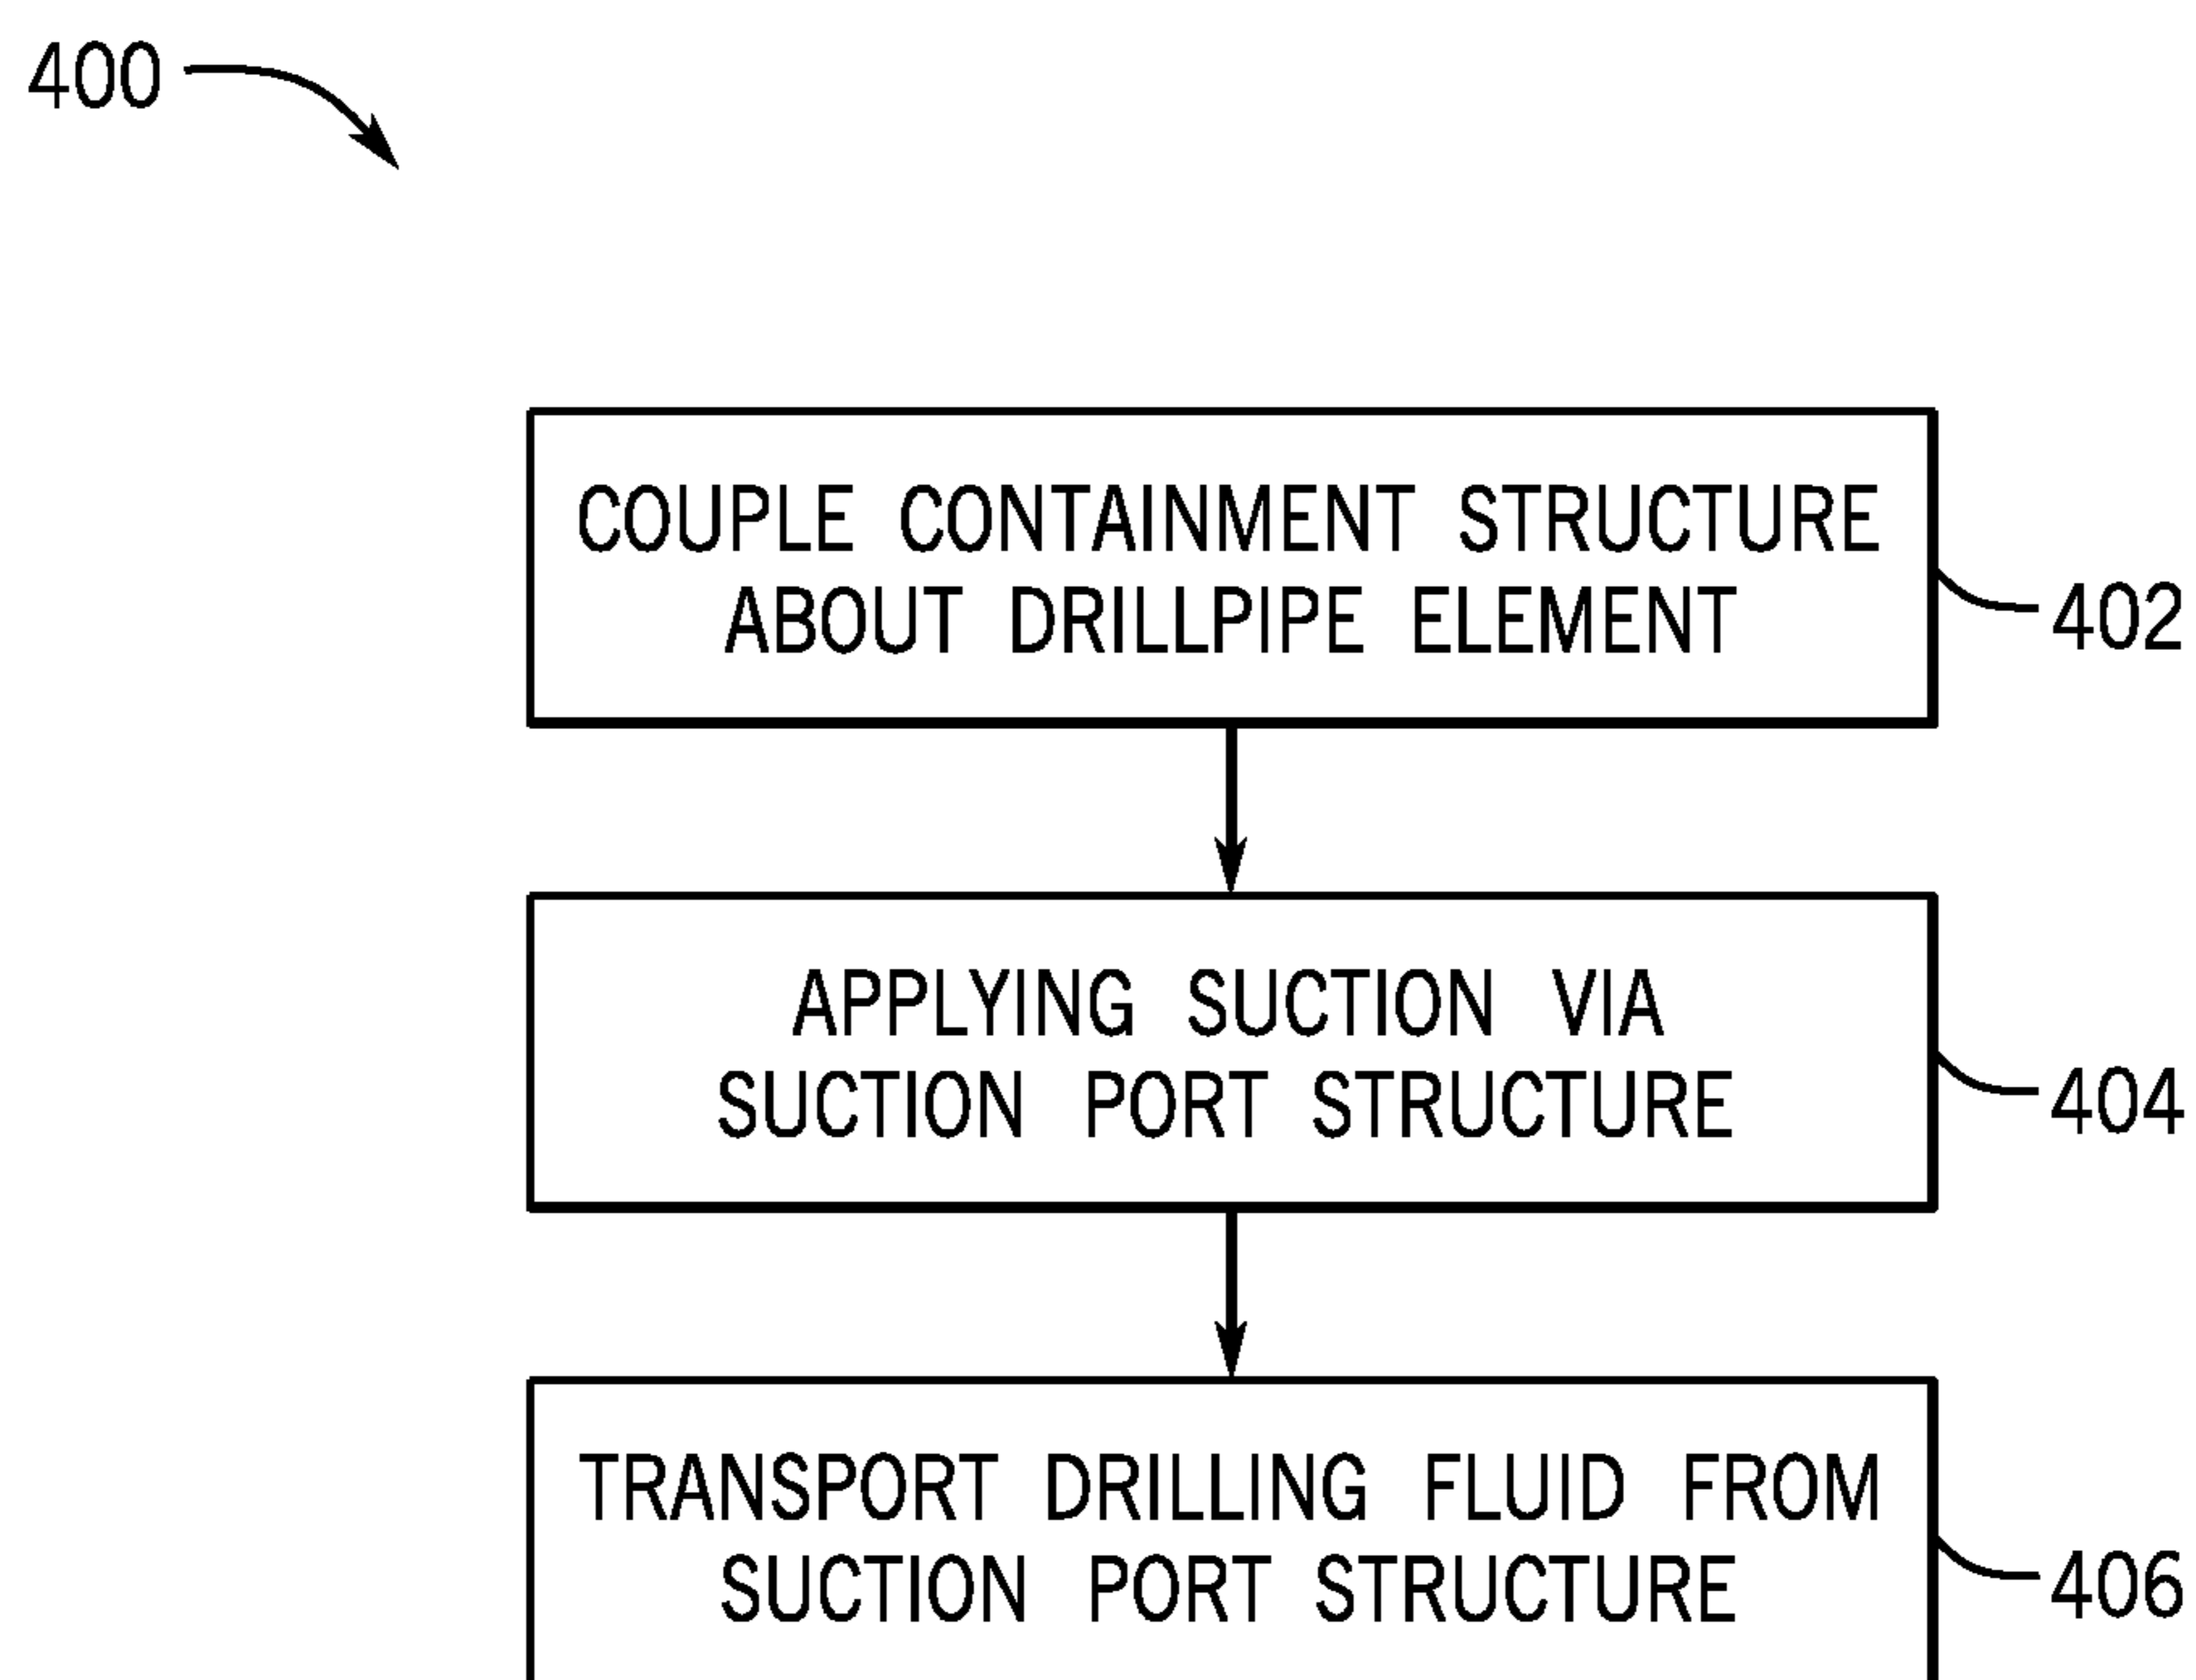 400
COUPLE CONTAINMENT STRUCTURE
ABOUT DRILLPIPE ELEMENT
402
APPLYING SUCTION VIA
SUCTION PORT STRUCTURE
404
TRANSPORT DRILLING FLUID FROM
SUCTION PORT STRUCTURE
406